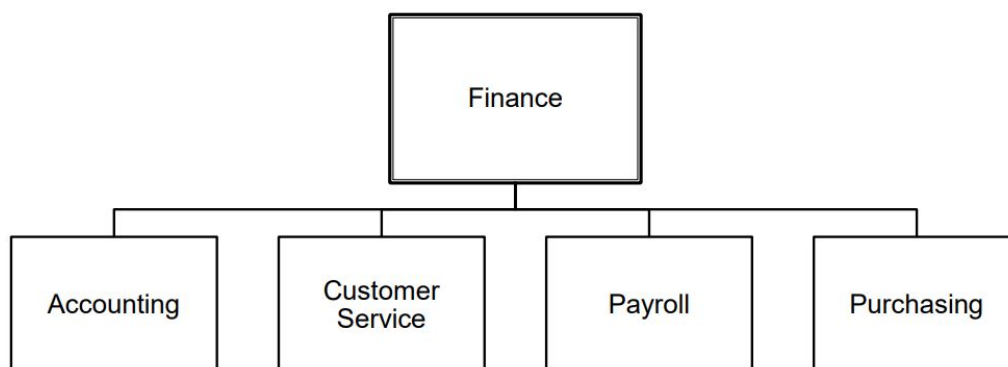 Finance
Accounting
Customer
Service
Payroll
Purchasing